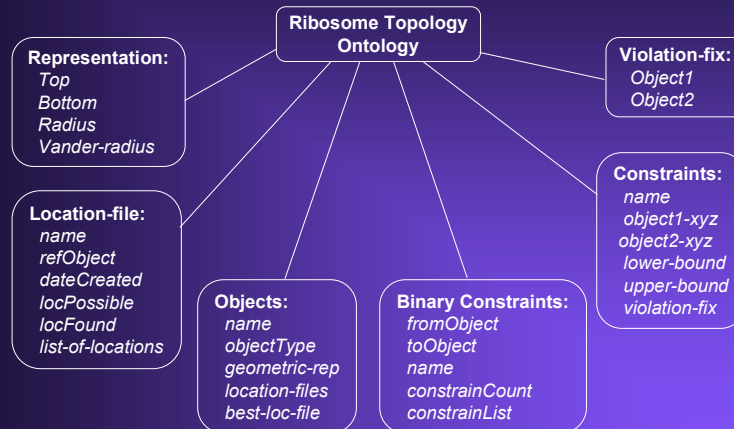 Ribosome Topology
Ontology
Representation:
Top
Bottom
Radius
Vander-radius
Violation-fix:
Object1
Object2
Location-file:
name
refObject
dateCreated
locPossible
locFound
list-of-locations
Constraints:
name
object1-xyz
object2-xyz
lower-bound
upper-bound
violation-fix
Objects:
name
objectType
geometric-rep
location-files
best-loc-file
Binary Constraints:
fromObject
toObject
name
constrainCount
constrainList